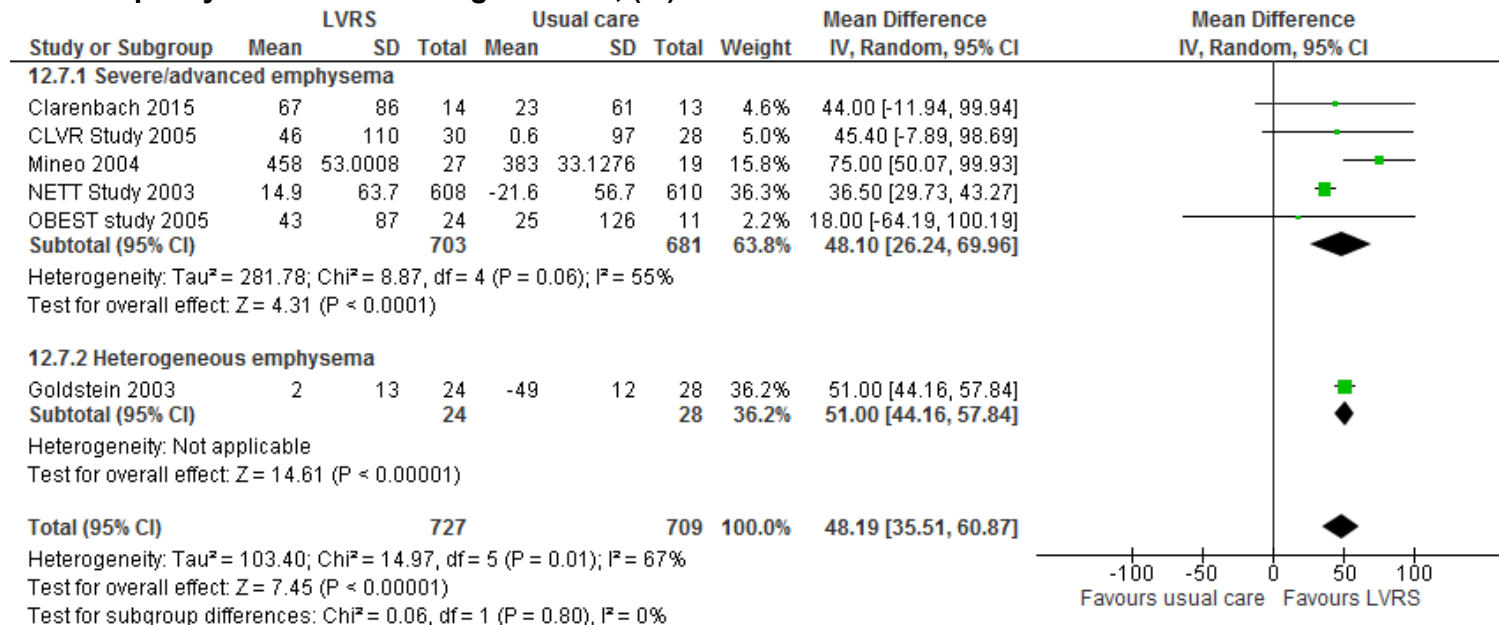 LVRS Usual care Mean Difference Mean Difference
Study or Subgroup Mean SD Total Mean SD Total Weight IV, Random, 95% CI IV, Random, 95% CI
12.7.1 Severe/advanced emphysema
Clarenbach 2015 67 86 14 23 61 13 4.6% 44.00 [-11.94, 99.94]
CLVR Study 2005 46 110 30 0.6 97 28 5.0% 45.40 [-7.89, 98.69]
Mineo 2004 458 53.0008 27 383 33.1276 19 15.8% 75.00 [50.07, 99.93]
NETT Study 2003 14.9 63.7 608 -21.6 56.7 610 36.3% 36.50 [29.73, 43.27]
OBEST study 2005 43 87 24 25 126 11 2.2% 18.00 [-64.19, 100.19]
Subtotal (95% CI) 703 681 63.8% 48.10 [26.24, 69.96]
Heterogeneity: Tau² = 281.78; Chi² = 8.87, df = 4 (P = 0.06); I² = 55%
Test for overall effect: Z = 4.31 (P < 0.0001)
12.7.2 Heterogeneous emphysema
Goldstein 2003 2 13 24 -49 12 28 36.2% 51.00 [44.16, 57.84]
Subtotal (95% CI) 24 28 36.2% 51.00 [44.16, 57.84]
Heterogeneity: Not applicable
Test for overall effect: Z = 14.61 (P < 0.00001)
Total (95% CI) 727 709 100.0% 48.19 [35.51, 60.87]
Heterogeneity: Tau² = 103.40; Chi² = 14.97, df = 5 (P = 0.01); I² = 67%
Test for overall effect: Z = 7.45 (P < 0.00001)
Test for subgroup differences: Chi² = 0.06, df = 1 (P = 0.80), I² = 0%
-100 -50 0 50 100
Favours usual care Favours LVRS